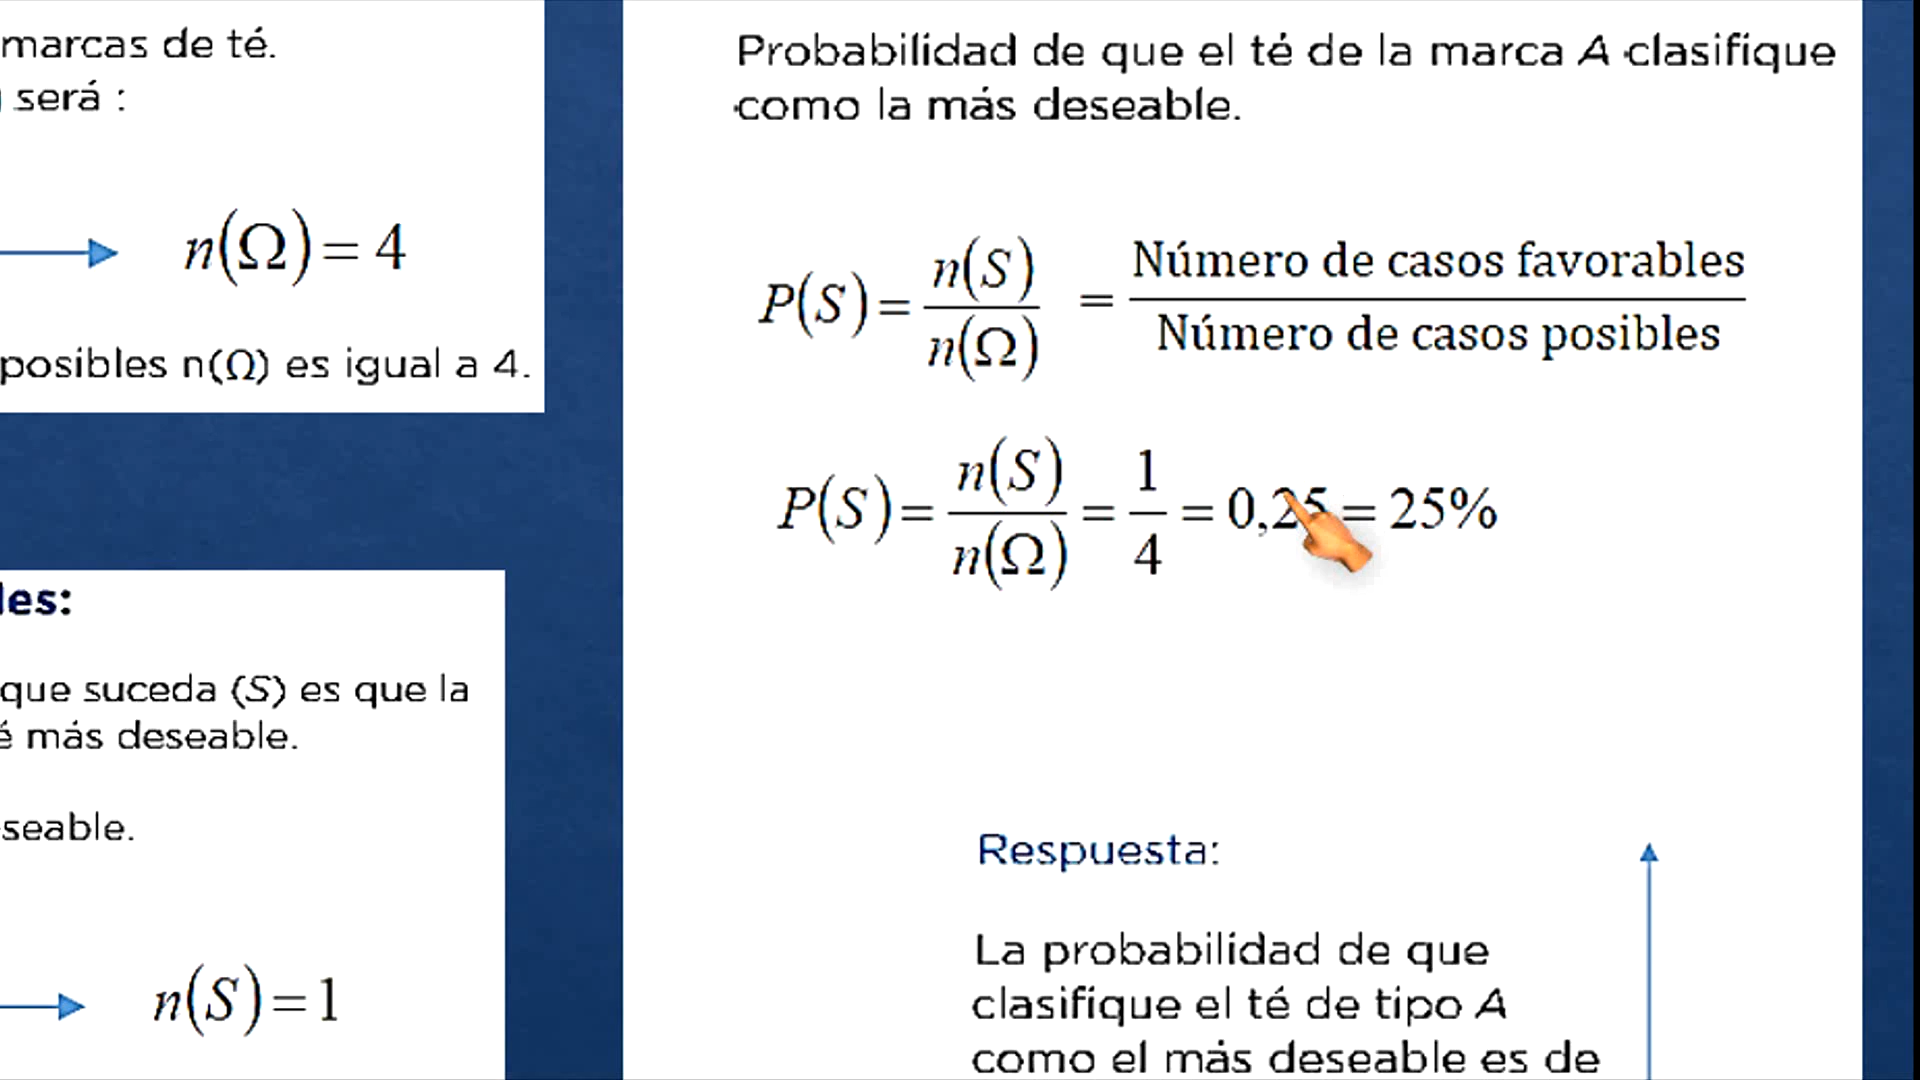 marcas de té.
será :
n(Ω) = 4
posibles n(Ω) es igual a 4.
les:
que suceda (S) es que la
é más deseable.
seable.
n(S) = 1
Probabilidad de que el té de la marca A clasifique
como la más deseable.
P(S) = n(S) / n(Ω) = Número de casos favorables / Número de casos posibles
P(S) = n(S) / n(Ω) = 1 / 4 = 0,25 = 25%
Respuesta:
La probabilidad de que
clasifique el té de tipo A
como el más deseable es de